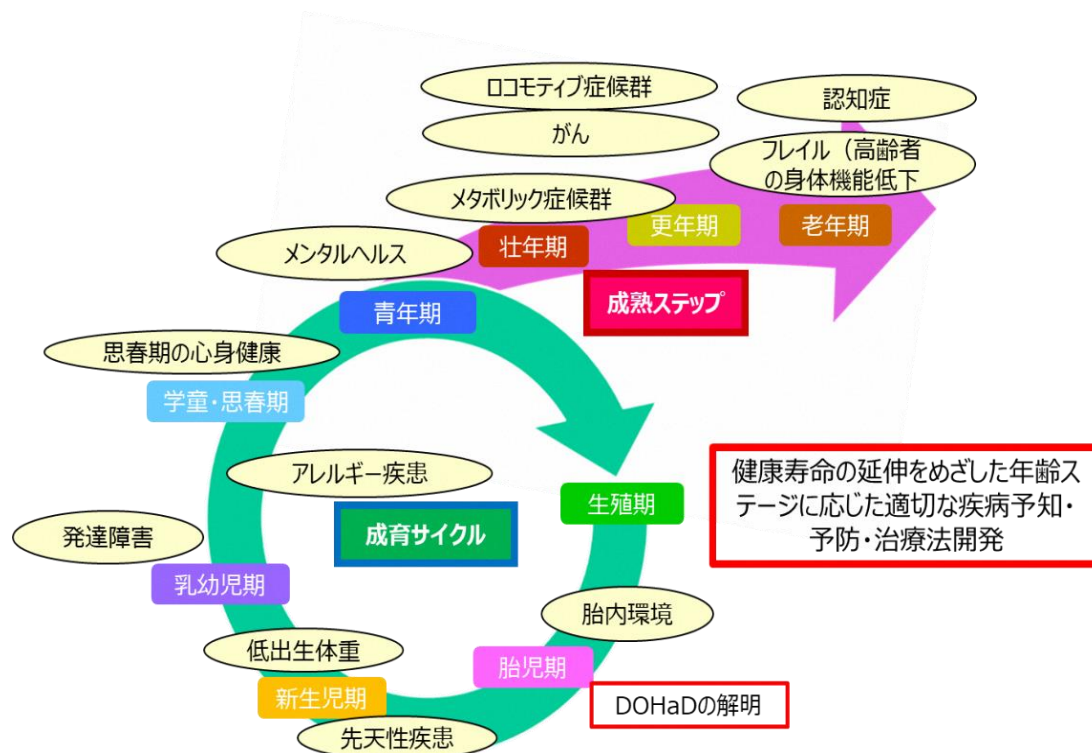 ロコモティブ症候群
認知症
がん
フレイル（高齢者
の身体機能低下
メタボリック症候群
更年期
老年期
壮年期
メンタルヘルス
成熟ステップ
青年期
思春期の心身健康
学童・思春期
アレルギー疾患
健康寿命の延伸をめざした年齢ス
テージに応じた適切な疾病予知・
予防・治療法開発
生殖期
成育サイクル
発達障害
乳幼児期
胎内環境
低出生体重
胎児期
新生児期
DOHaDの解明
先天性疾患